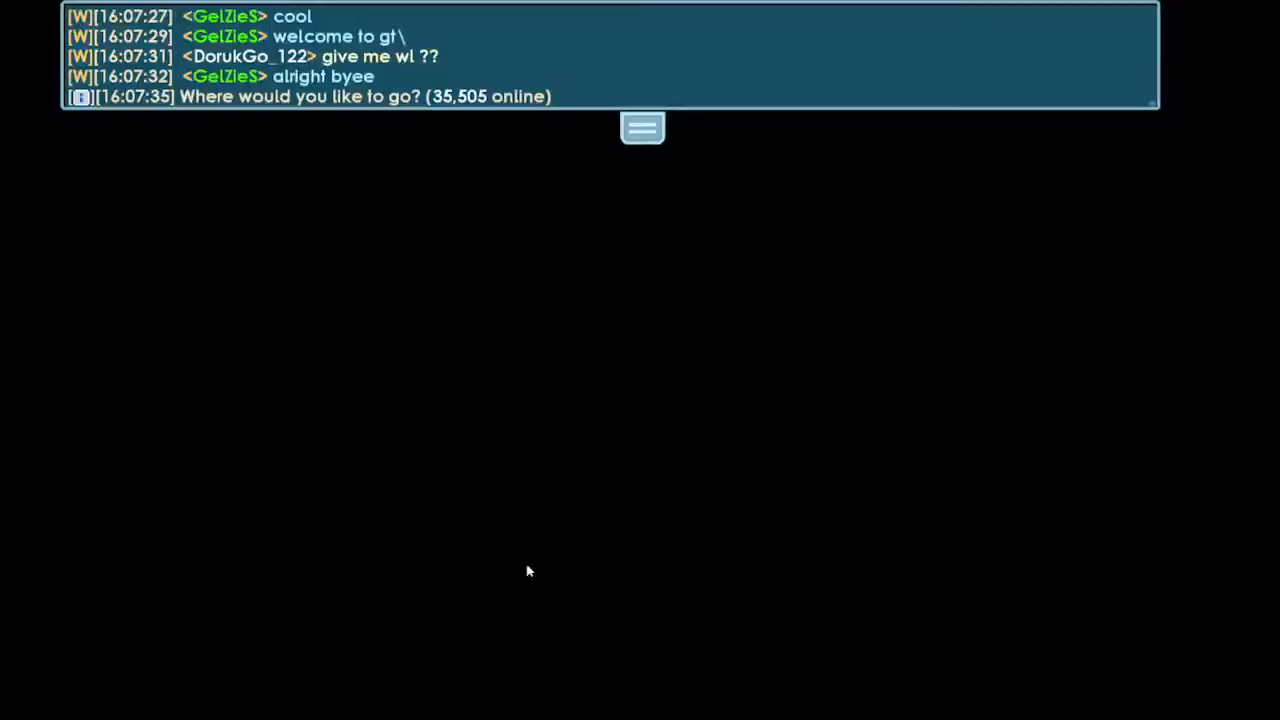 [W][16:07:27] <GelZieS> cool
[W][16:07:29] <GelZieS> welcome to gt\
[W][16:07:31] <DorukGo_122> give me wl ??
[W][16:07:32] <GelZieS> alright byee
[i][16:07:35] Where would you like to go? (35,505 online)